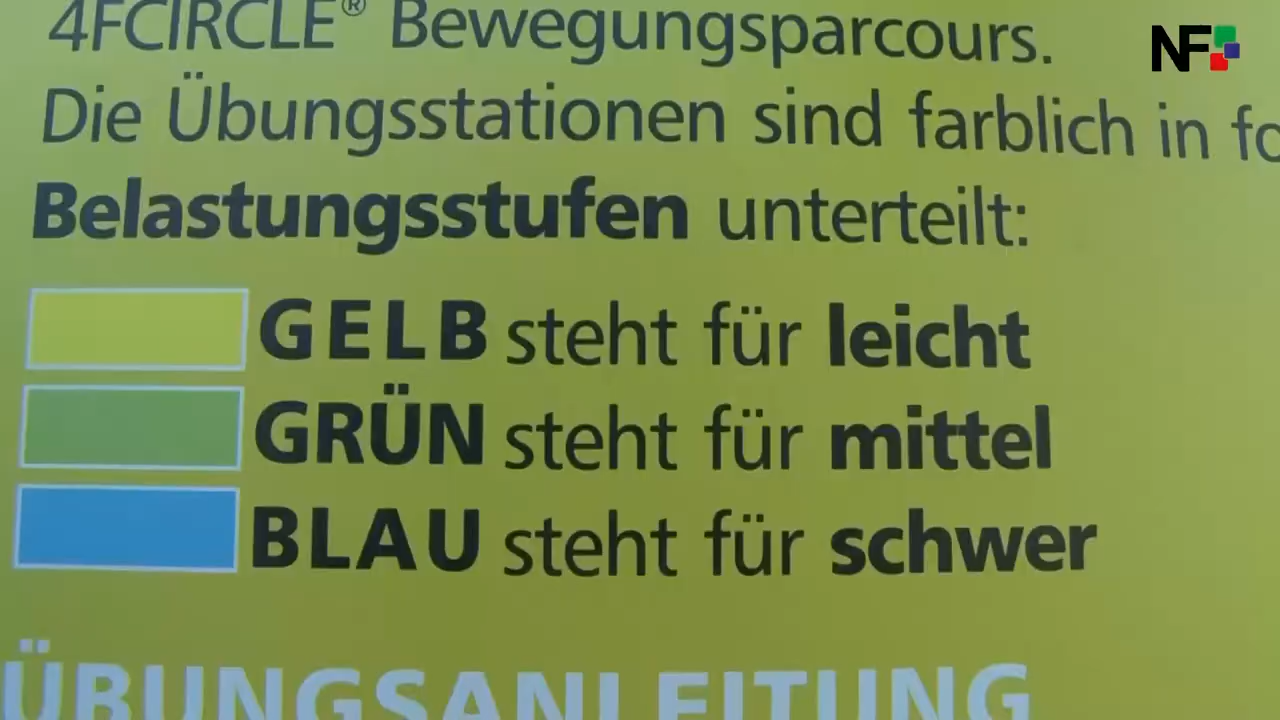 4FCIRCLE® Bewegungsparcours.
Die Übungsstationen sind farblich in
Belastungsstufen unterteilt:
GELB steht für leicht
GRÜN steht für mittel
BLAU steht für schwer
ÜBUNGSANLEITUNG
NF